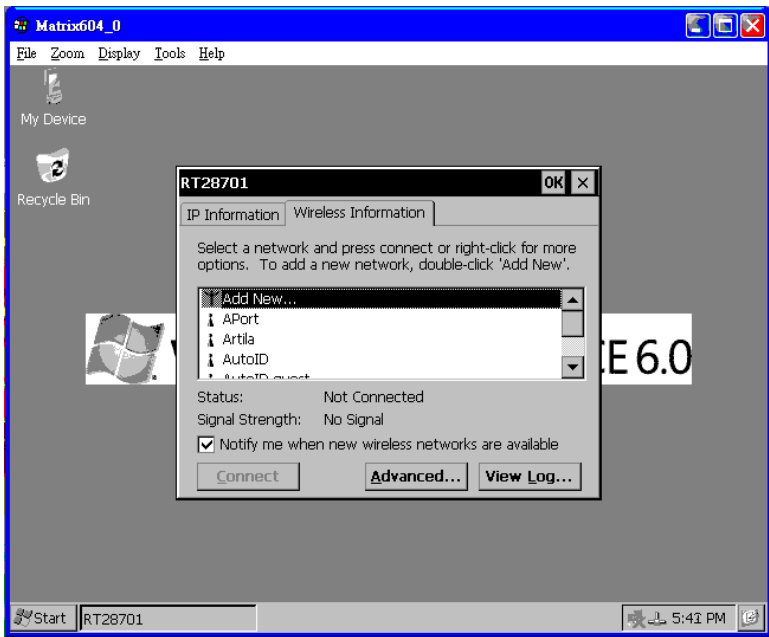 Matrix604_0
File Zoom Display Tools Help
My Device
Recycle Bin
RT28701 OK ×
IP Information Wireless Information
Select a network and press connect or right-click for more
options. To add a new network, double-click 'Add New'.
Add New...
APort
Artila
AutoID
AutoID guest
CE 6.0
Status: Not Connected
Signal Strength: No Signal
Notify me when new wireless networks are available
Connect Advanced... View Log...
Start RT28701 5:41 PM